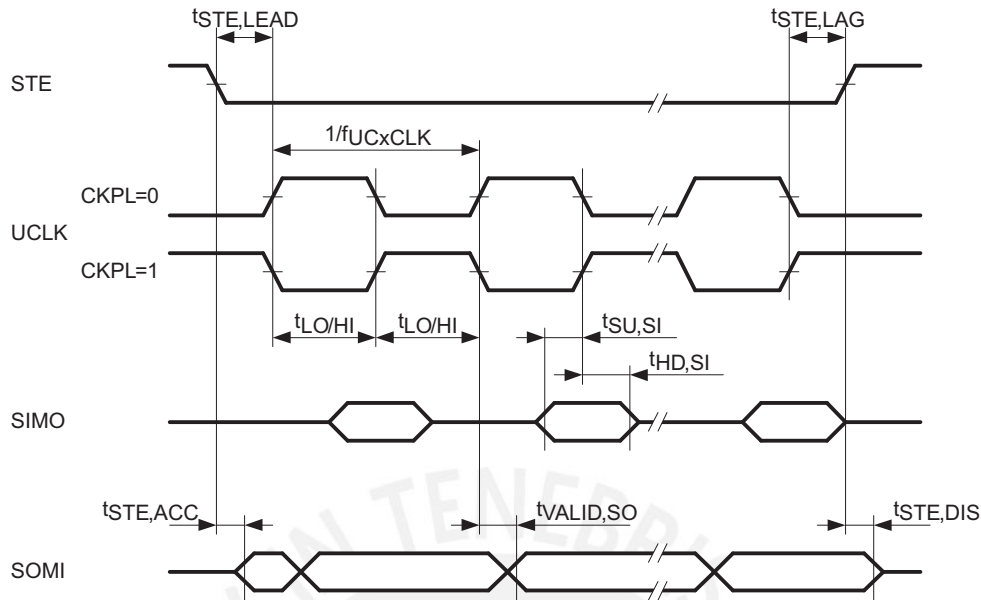 tSTE,LEAD
tSTE,LAG
STE
1/fUCxCLK
CKPL=0
UCLK
CKPL=1
tLO/HI
tLO/HI
tSU,SI
tHD,SI
SIMO
tSTE,ACC
tVALID,SO
tSTE,DIS
SOMI
TENEBR